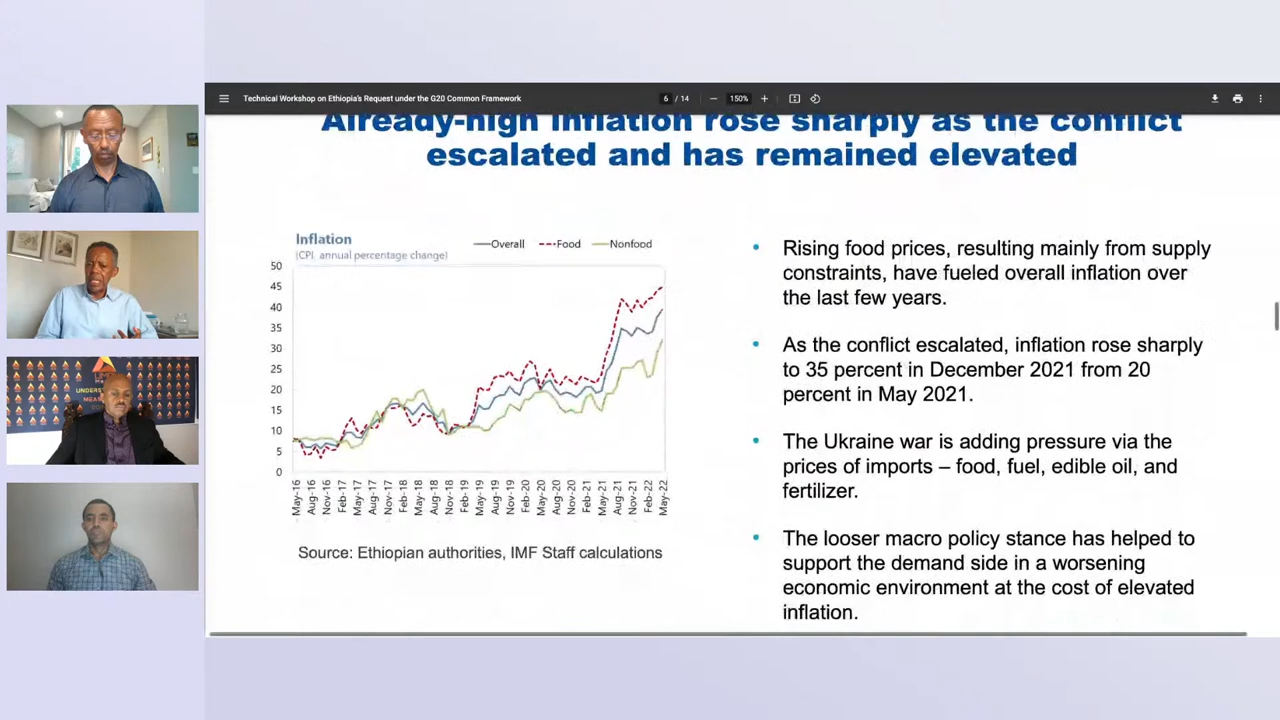 Technical Workshop on Ethiopia's Request under the G20 Common Framework
6 / 14
150%
Already-high inflation rose sharply as the conflict
escalated and has remained elevated
Inflation
(CPI, annual percentage change)
Overall
Food
Nonfood
50
45
40
35
30
25
20
15
10
5
0
May-16
Aug-16
Nov-16
Feb-17
May-17
Aug-17
Nov-17
Feb-18
May-18
Aug-18
Nov-18
Feb-19
May-19
Aug-19
Nov-19
Feb-20
May-20
Aug-20
Nov-20
Feb-21
May-21
Aug-21
Nov-21
Feb-22
May-22
Source: Ethiopian authorities, IMF Staff calculations
• Rising food prices, resulting mainly from supply
constraints, have fueled overall inflation over
the last few years.
• As the conflict escalated, inflation rose sharply
to 35 percent in December 2021 from 20
percent in May 2021.
• The Ukraine war is adding pressure via the
prices of imports – food, fuel, edible oil, and
fertilizer.
• The looser macro policy stance has helped to
support the demand side in a worsening
economic environment at the cost of elevated
inflation.